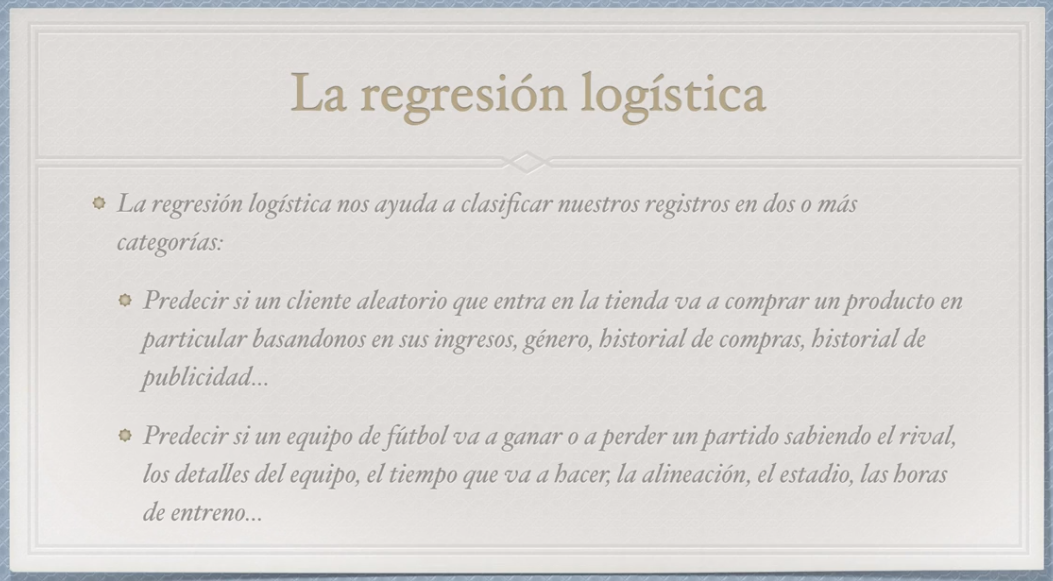 La regresión logística
La regresión logística nos ayuda a clasificar nuestros registros en dos o más
categorías:
Predecir si un cliente aleatorio que entra en la tienda va a comprar un producto en
particular basandonos en sus ingresos, género, historial de compras, historial de
publicidad...
Predecir si un equipo de fútbol va a ganar o a perder un partido sabiendo el rival,
los detalles del equipo, el tiempo que va a hacer, la alineación, el estadio, las horas
de entreno...